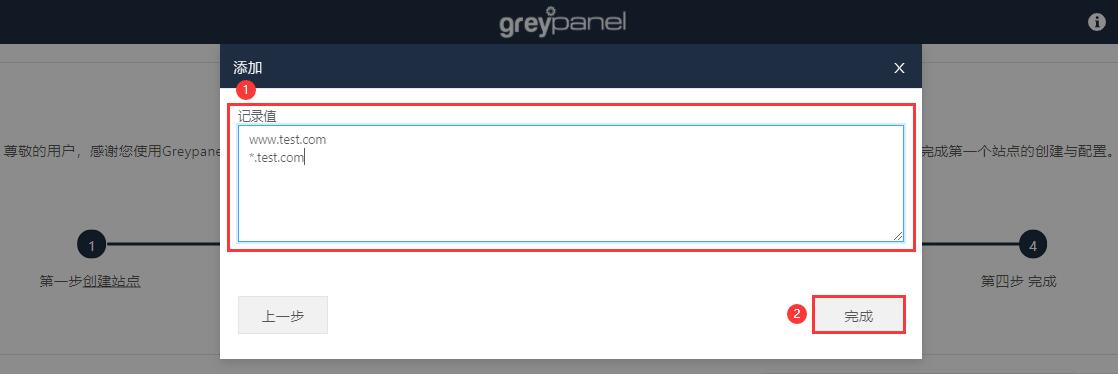 greypanel
添加
X
1
记录值
www.test.com
*.test.com
尊敬的用户，感谢您使用Greypane
完成第一个站点的创建与配置。
1
4
第一步创建站点
第四步 完成
上一步
2
完成